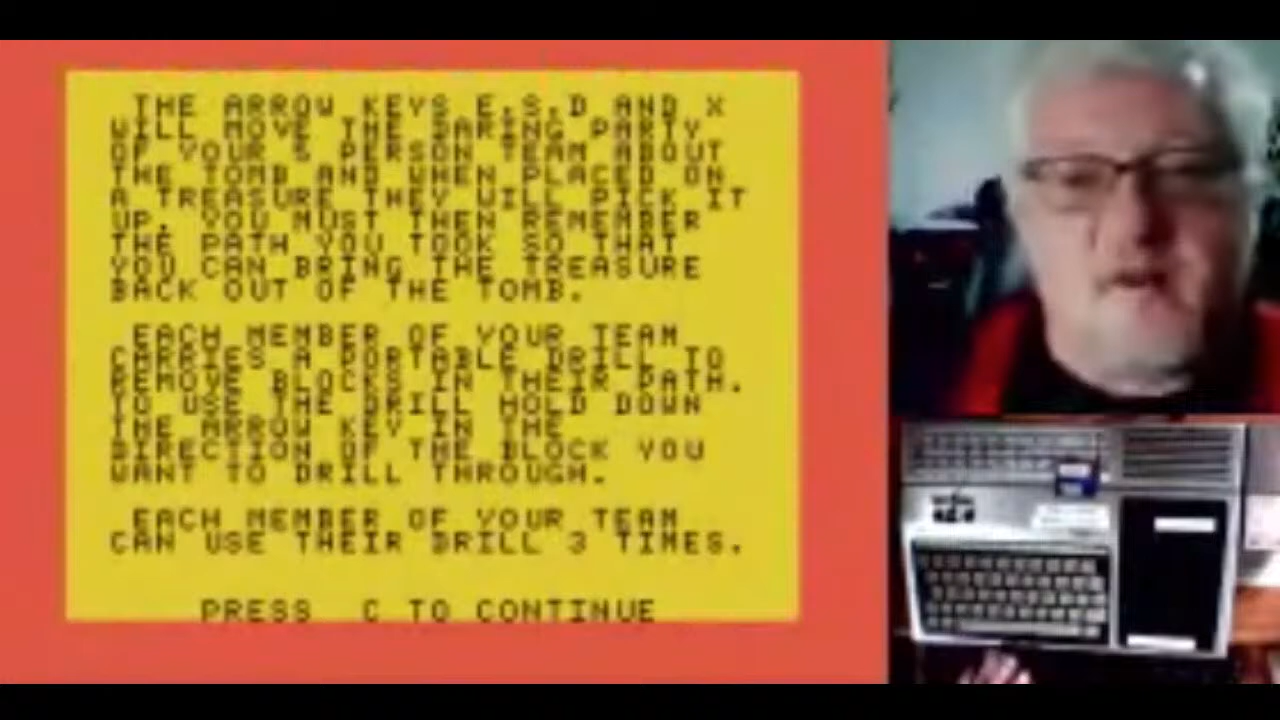 THE ARROW KEYS E,S,D AND X
WILL MOVE THE DARING PARTY
OF YOUR 5 PERSON TEAM ABOUT
THE TOMB AND WHEN PLACED ON
A TREASURE THEY WILL PICK IT
UP. YOU MUST THEN REMEMBER
THE PATH YOU TOOK SO THAT
YOU CAN BRING THE TREASURE
BACK OUT OF THE TOMB.
EACH MEMBER OF YOUR TEAM
CARRIES A PORTABLE DRILL TO
REMOVE BLOCKS IN THEIR PATH.
TO USE THE DRILL HOLD DOWN
THE ARROW KEY IN THE
DIRECTION OF THE BLOCK YOU
WANT TO DRILL THROUGH.
EACH MEMBER OF YOUR TEAM
CAN USE THEIR DRILL 3 TIMES.
PRESS C TO CONTINUE